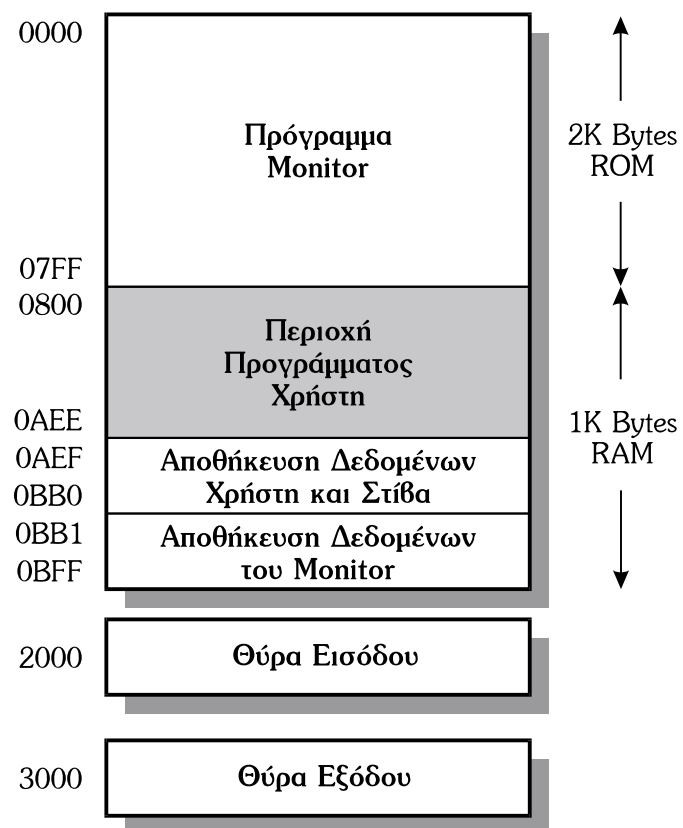 0000
Πρόγραμμα
Monitor
2K Bytes
ROM
07FF
0800
Περιοχή
Προγράμματος
Χρήστη
0AEE
1K Bytes
RAM
0AEF
Αποθήκευση Δεδομένων
0BB0
Χρήστη και Στίβα
0BB1
Αποθήκευση Δεδομένων
0BFF
του Monitor
2000
Θύρα Εισόδου
3000
Θύρα Εξόδου